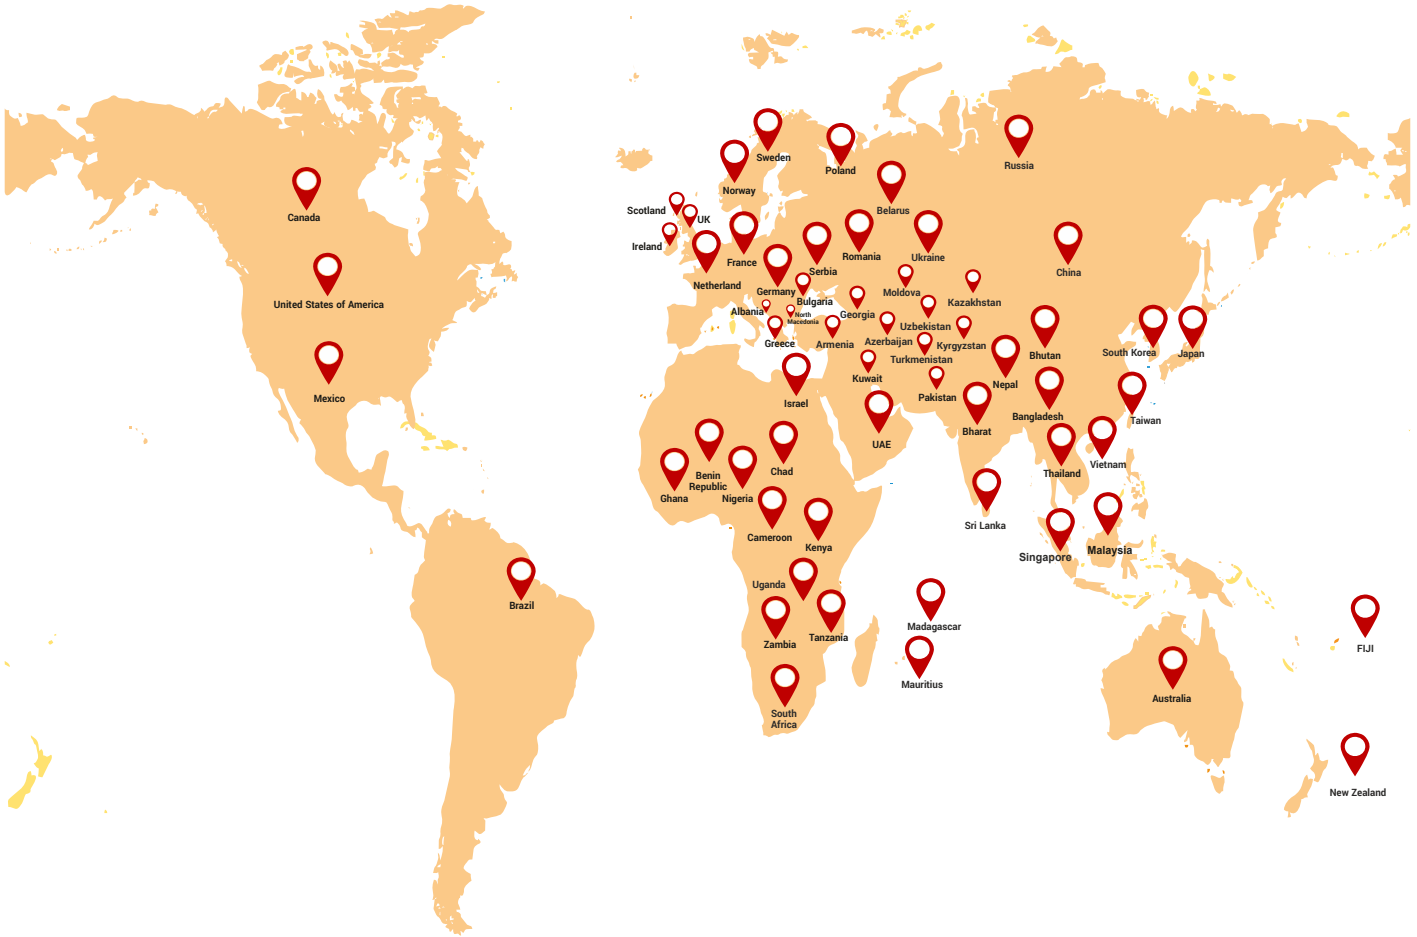 Sweden
Poland
Russia
Norway
Canada
Scotland
UK
Belarus
Ireland
France
Romania
Ukraine
China
Serbia
Netherland
Germany
Moldova
Bulgaria
Kazakhstan
United States of America
Albania
North
Macedonia
Georgia
Uzbekistan
Greece
Armenia
Azerbaijan
Kyrgyzstan
Turkmenistan
Bhutan
South Korea
Japan
Kuwait
Nepal
Mexico
Israel
Pakistan
Bangladesh
Taiwan
Bharat
UAE
Vietnam
Chad
Thailand
Benin
Republic
Ghana
Nigeria
Sri Lanka
Cameroon
Kenya
Malaysia
Singapore
Uganda
Brazil
Madagascar
Tanzania
Zambia
FIJI
Mauritius
Australia
South
Africa
New Zealand